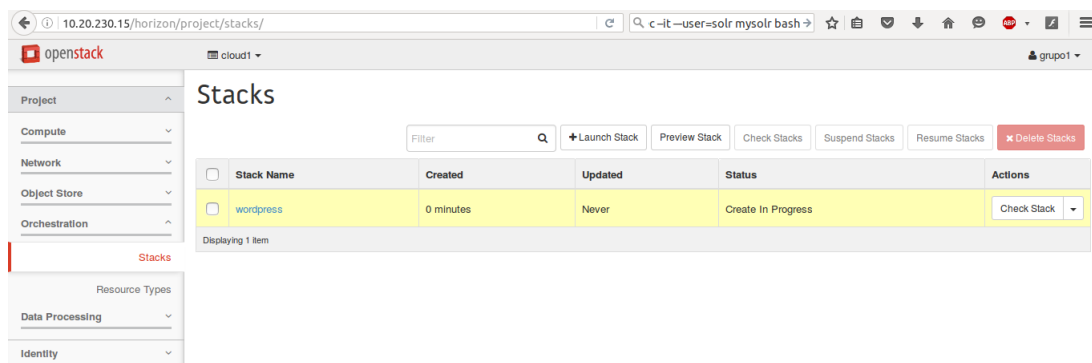 10.20.230.15/horizon/project/stacks/
c —it —user=solr mysolr bash
ABP
openstack
cloud1
grupo1
Project
Compute
Network
Object Store
Orchestration
Stacks
Resource Types
Data Processing
Identity
Stacks
Filter
+Launch Stack Preview Stack Check Stacks Suspend Stacks Resume Stacks ×Delete Stacks
Stack Name Created Updated Status Actions
wordpress 0 minutes Never Create In Progress Check Stack
Displaying 1 item